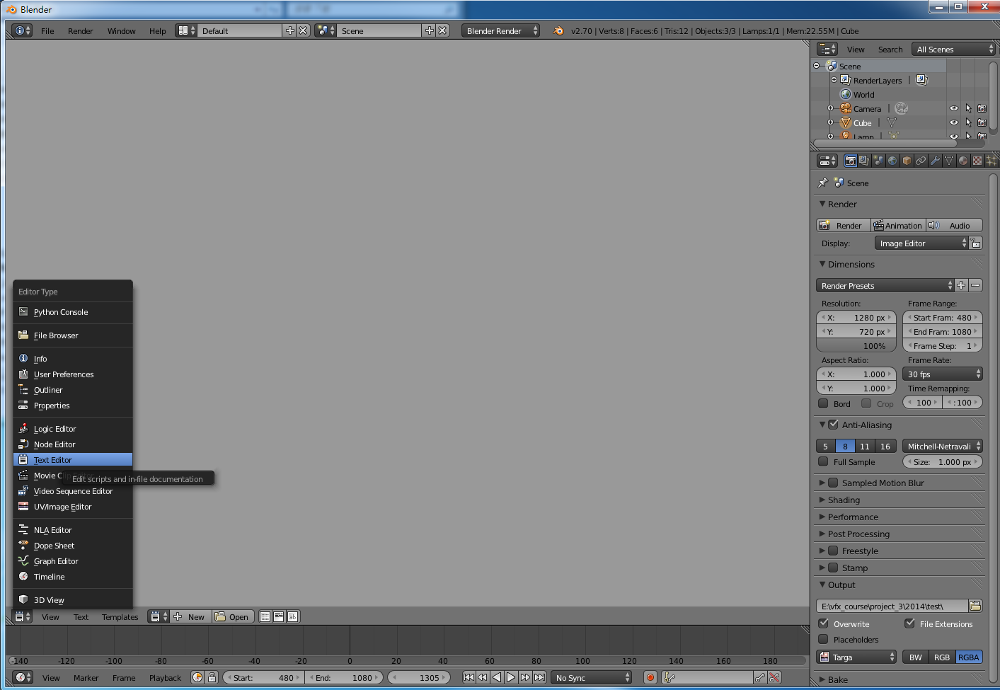 Blender
File Render Window Help Default Scene Blender Render v2.70 | Verts:8 | Faces:6 | Tris:12 | Objects:3/3 | Lamps:1/1 | Mem:22.55M | Cube
View Search All Scenes
Scene
RenderLayers
World
Camera
Cube
Lamp
Scene
Render
Render Animation Audio
Display: Image Editor
Dimensions
Render Presets
Resolution: Frame Range:
X: 1280 px Start Fram: 480
Y: 720 px End Fram: 1080
100% Frame Step: 1
Aspect Ratio: Frame Rate:
X: 1.000 30 fps
Y: 1.000 Time Remapping:
Bord Crop 100 :100
Anti-Aliasing
5 8 11 16 Mitchell-Netravali
Full Sample Size: 1.000 px
Sampled Motion Blur
Shading
Performance
Post Processing
Freestyle
Stamp
Output
E:\vfx_course\project_3\2014\test\
Overwrite File Extensions
Placeholders
Targa BW RGB RGBA
Bake
Editor Type
Python Console
File Browser
Info
User Preferences
Outliner
Properties
Logic Editor
Node Editor
Text Editor
Movie Clip Editor
Edit scripts and in-file documentation
Video Sequence Editor
UV/Image Editor
NLA Editor
Dope Sheet
Graph Editor
Timeline
3D View
View Text Templates New Open ab
-140 -120 -100 -80 -60 -40 -20 0 20 40 60 80 100 120 140 160 180
View Marker Frame Playback Start: 480 End: 1080 1305 No Sync